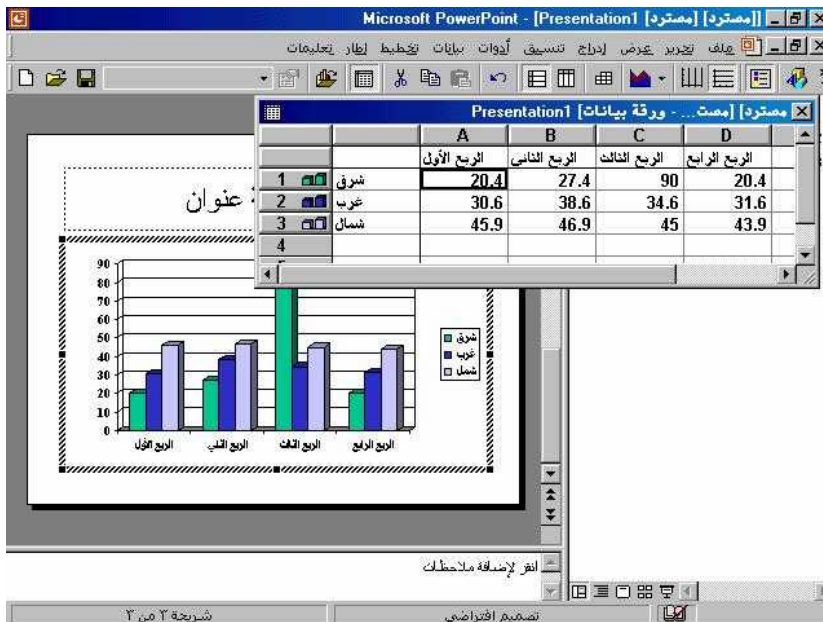 Microsoft PowerPoint - [Presentation1 [مسترد] [مسترد]]
ملف تحرير عرض إدراج تنسيق أدوات بيانات تخطيط إطار تعليمات
Presentation1 [مسترد] [مست... - ورقة بيانات
A B C D
الربع الأول الربع الثاني الربع الثالث الربع الرابع
1 شرق 20.4 27.4 90 20.4
2 غرب 30.6 38.6 34.6 31.6
3 شمال 45.9 46.9 45 43.9
4
عنوان
90
80
70
60
50
40
30
20
10
0
شرق
غرب
شمال
الربع الأول الربع الثاني الربع الثالث الربع الرابع
انقر لإضافة ملاحظات
شريحة ٣ من ٣
تصميم افتراضي